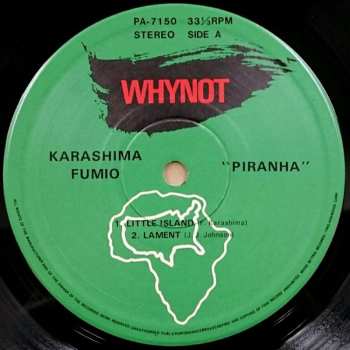 PA-7150 33⅓RPM
STEREO SIDE A
WHYNOT
KARASHIMA
FUMIO
"PIRANHA"
1. LITTLE ISLAND (F. Karashima)
2. LAMENT (J. J. Johnson)